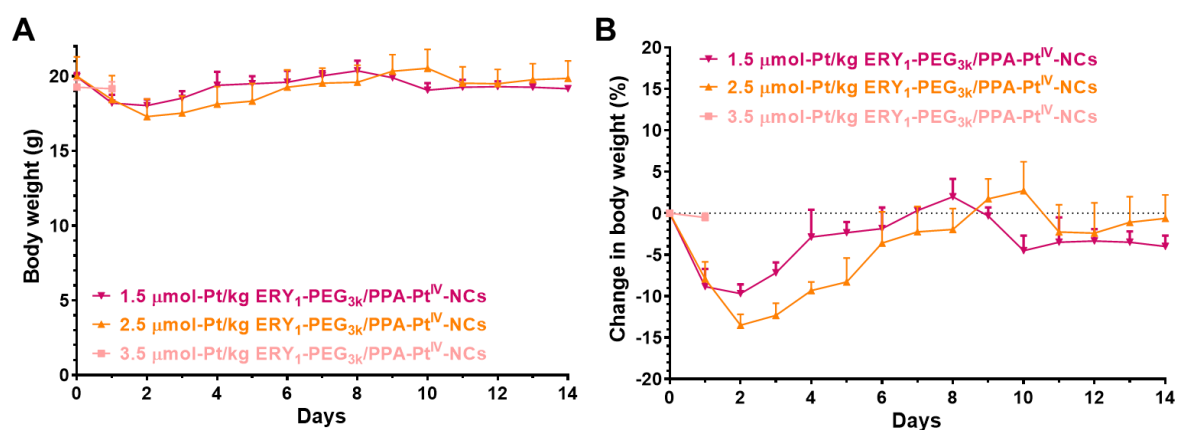 A
20
15
10
5
0
Body weight (g)
1.5 μmol-Pt/kg ERY₁-PEG₃ₖ/PPA-Ptᴵⱽ-NCs
2.5 μmol-Pt/kg ERY₁-PEG₃ₖ/PPA-Ptᴵⱽ-NCs
3.5 μmol-Pt/kg ERY₁-PEG₃ₖ/PPA-Ptᴵⱽ-NCs
0 2 4 6 8 10 12 14
Days
B
20
15
10
5
0
-5
-10
-15
-20
Change in body weight (%)
1.5 μmol-Pt/kg ERY₁-PEG₃ₖ/PPA-Ptᴵⱽ-NCs
2.5 μmol-Pt/kg ERY₁-PEG₃ₖ/PPA-Ptᴵⱽ-NCs
3.5 μmol-Pt/kg ERY₁-PEG₃ₖ/PPA-Ptᴵⱽ-NCs
0 2 4 6 8 10 12 14
Days